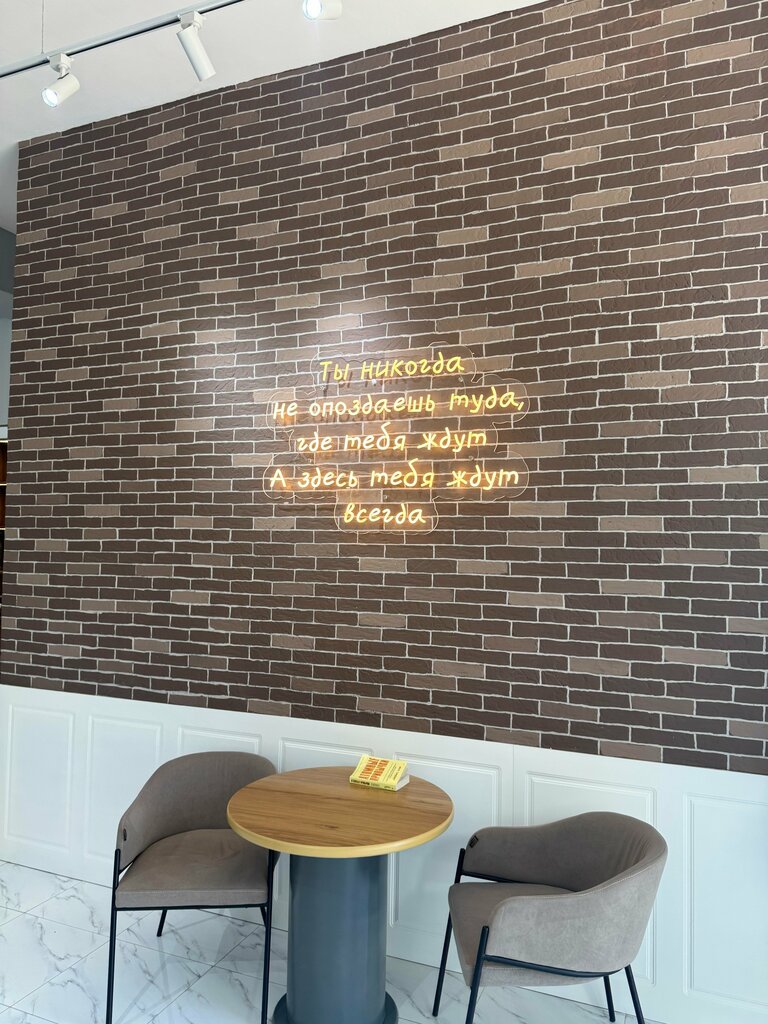 Ты никогда
не опоздаешь туда,
где тебя ждут
А здесь тебя ждут
всегда